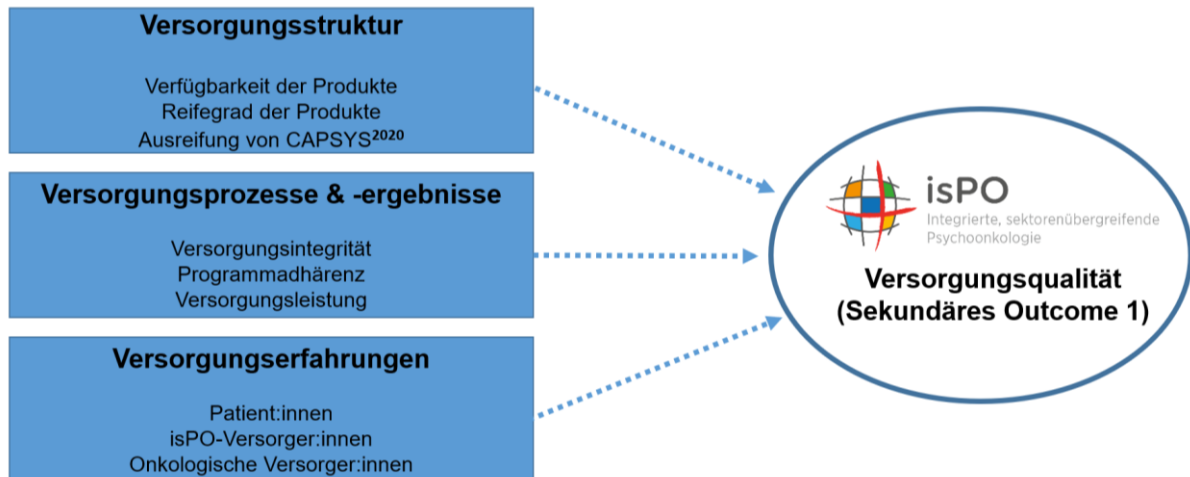 Versorgungsstruktur
Verfügbarkeit der Produkte
Reifegrad der Produkte
Ausreifung von CAPSYS²⁰²⁰
Versorgungsprozesse & -ergebnisse
Versorgungsintegrität
Programmadhärenz
Versorgungsleistung
Versorgungserfahrungen
Patient:innen
isPO-Versorger:innen
Onkologische Versorger:innen
isPO
Integrierte, sektorenübergreifende
Psychoonkologie
Versorgungsqualität
(Sekundäres Outcome 1)